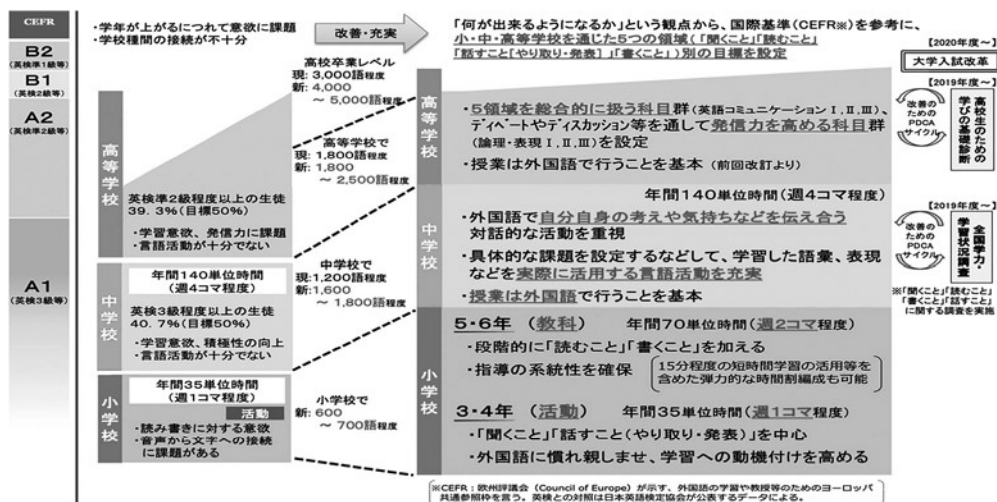 CEFR
B2
(英検準1級等)
B1
(英検2級等)
A2
(英検準2級等)
A1
(英検3級等)
・学年が上がるにつれて意欲に課題
・学校種間の接続が不十分
改善・充実
高校卒業レベル
現:3,000語程度
新:4,000
～5,000語程度
高等学校で
現:1,800語程度
新:1,800
～2,500語程度
高等学校
英検準2級程度以上の生徒
39.3%(目標50%)
・学習意欲、発信力に課題
・言語活動が十分でない
中学校
年間140単位時間
(週4コマ程度)
英検3級程度以上の生徒
40.7%(目標50%)
・学習意欲、積極性の向上
・言語活動が十分でない
中学校で
現:1,200語程度
新:1,600
～1,800語程度
小学校
年間35単位時間
(週1コマ程度)
活動
・読み書きに対する意欲
・音声から文字への接続
に課題がある
小学校で
新:600
～700語程度
「何が出来るようになるか」という観点から、国際基準(CEFR※)を参考に、
小・中・高等学校を通じた5つの領域(「聞くこと」「読むこと」
「話すこと[やり取り・発表]」「書くこと」)別の目標を設定
高等学校
・5領域を総合的に扱う科目群(英語コミュニケーションⅠ,Ⅱ,Ⅲ)、
ディベートやディスカッション等を通して発信力を高める科目群
(論理・表現Ⅰ,Ⅱ,Ⅲ)を設定
・授業は外国語で行うことを基本(前回改訂より)
中学校
年間140単位時間(週4コマ程度)
・外国語で自分自身の考えや気持ちなどを伝え合う
対話的な活動を重視
・具体的な課題を設定するなどして、学習した語彙、表現
などを実際に活用する言語活動を充実
・授業は外国語で行うことを基本
小学校
5・6年(教科) 年間70単位時間(週2コマ程度)
・段階的に「読むこと」「書くこと」を加える
・指導の系統性を確保
15分程度の短時間学習の活用等を
含めた弾力的な時間割編成も可能
3・4年(活動) 年間35単位時間(週1コマ程度)
・「聞くこと」「話すこと(やり取り・発表)」を中心
・外国語に慣れ親しませ、学習への動機付けを高める
【2020年度～】
大学入試改革
【2019年度～】
改善の
ための
PDCA
サイクル
高校生のための
学びの基礎診断
【2019年度～】
改善の
ための
PDCA
サイクル
全国学力・
学習状況調査
※「聞くこと」「読むこと」
「書くこと」「話すこと」
に関する調査を実施
※CEFR:欧州評議会(Council of Europe)が示す、外国語の学習や教授等のためのヨーロッパ
共通参照枠を言う。英検との対照は日本英語検定協会が公表するデータによる。